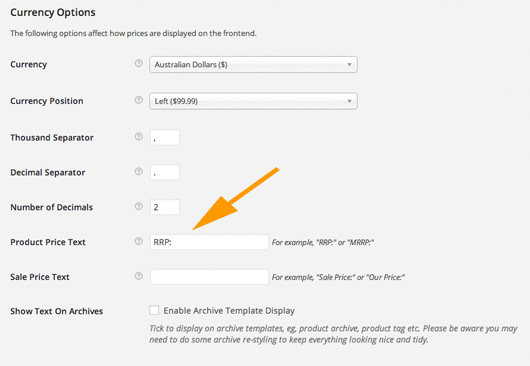 Currency Options
The following options affect how prices are displayed on the frontend.
Currency ? Australian Dollars ($)
Currency Position ? Left ($99.99)
Thousand Separator ? ,
Decimal Separator ? .
Number of Decimals ? 2
Product Price Text ? RRP: For example, "RRP:" or "MRRP:"
Sale Price Text ? For example, "Sale Price:" or "Our Price:"
Show Text On Archives Enable Archive Template Display
Tick to display on archive templates, eg, product archive, product tag etc. Please be aware you may
need to do some archive re-styling to keep everything looking nice and tidy.